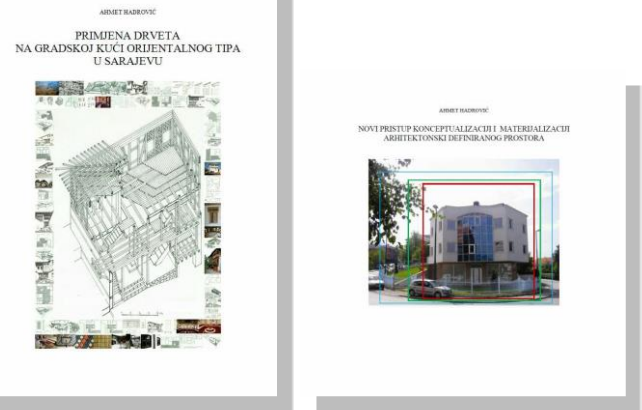 AHMET HADROVIĆ
PRIMJENA DRVETA
NA GRADSKOJ KUĆI ORIJENTALNOG TIPA
U SARAJEVU
AHMET HADROVIĆ
NOVI PRISTUP KONCEPTUALIZACIJI I MATERIJALIZACIJI
ARHITEKTONSKI DEFINIRANOG PROSTORA